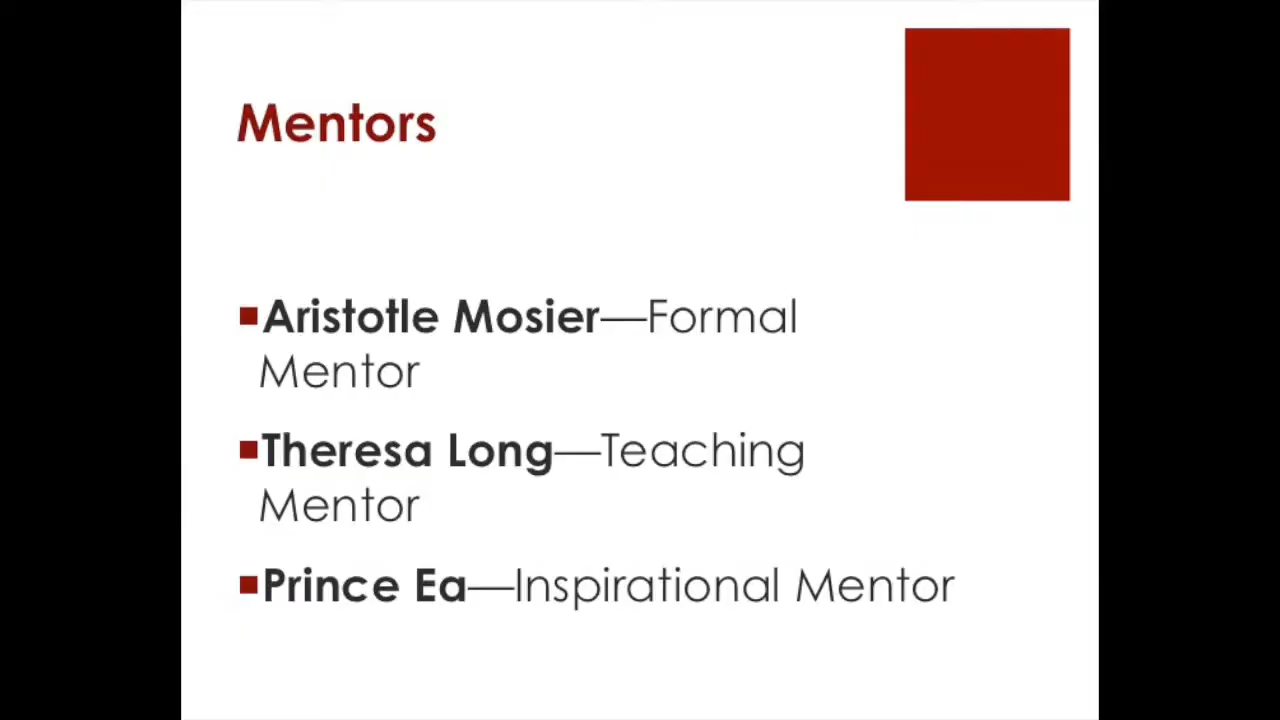 Mentors
Aristotle Mosier—Formal
Mentor
Theresa Long—Teaching
Mentor
Prince Ea—Inspirational Mentor